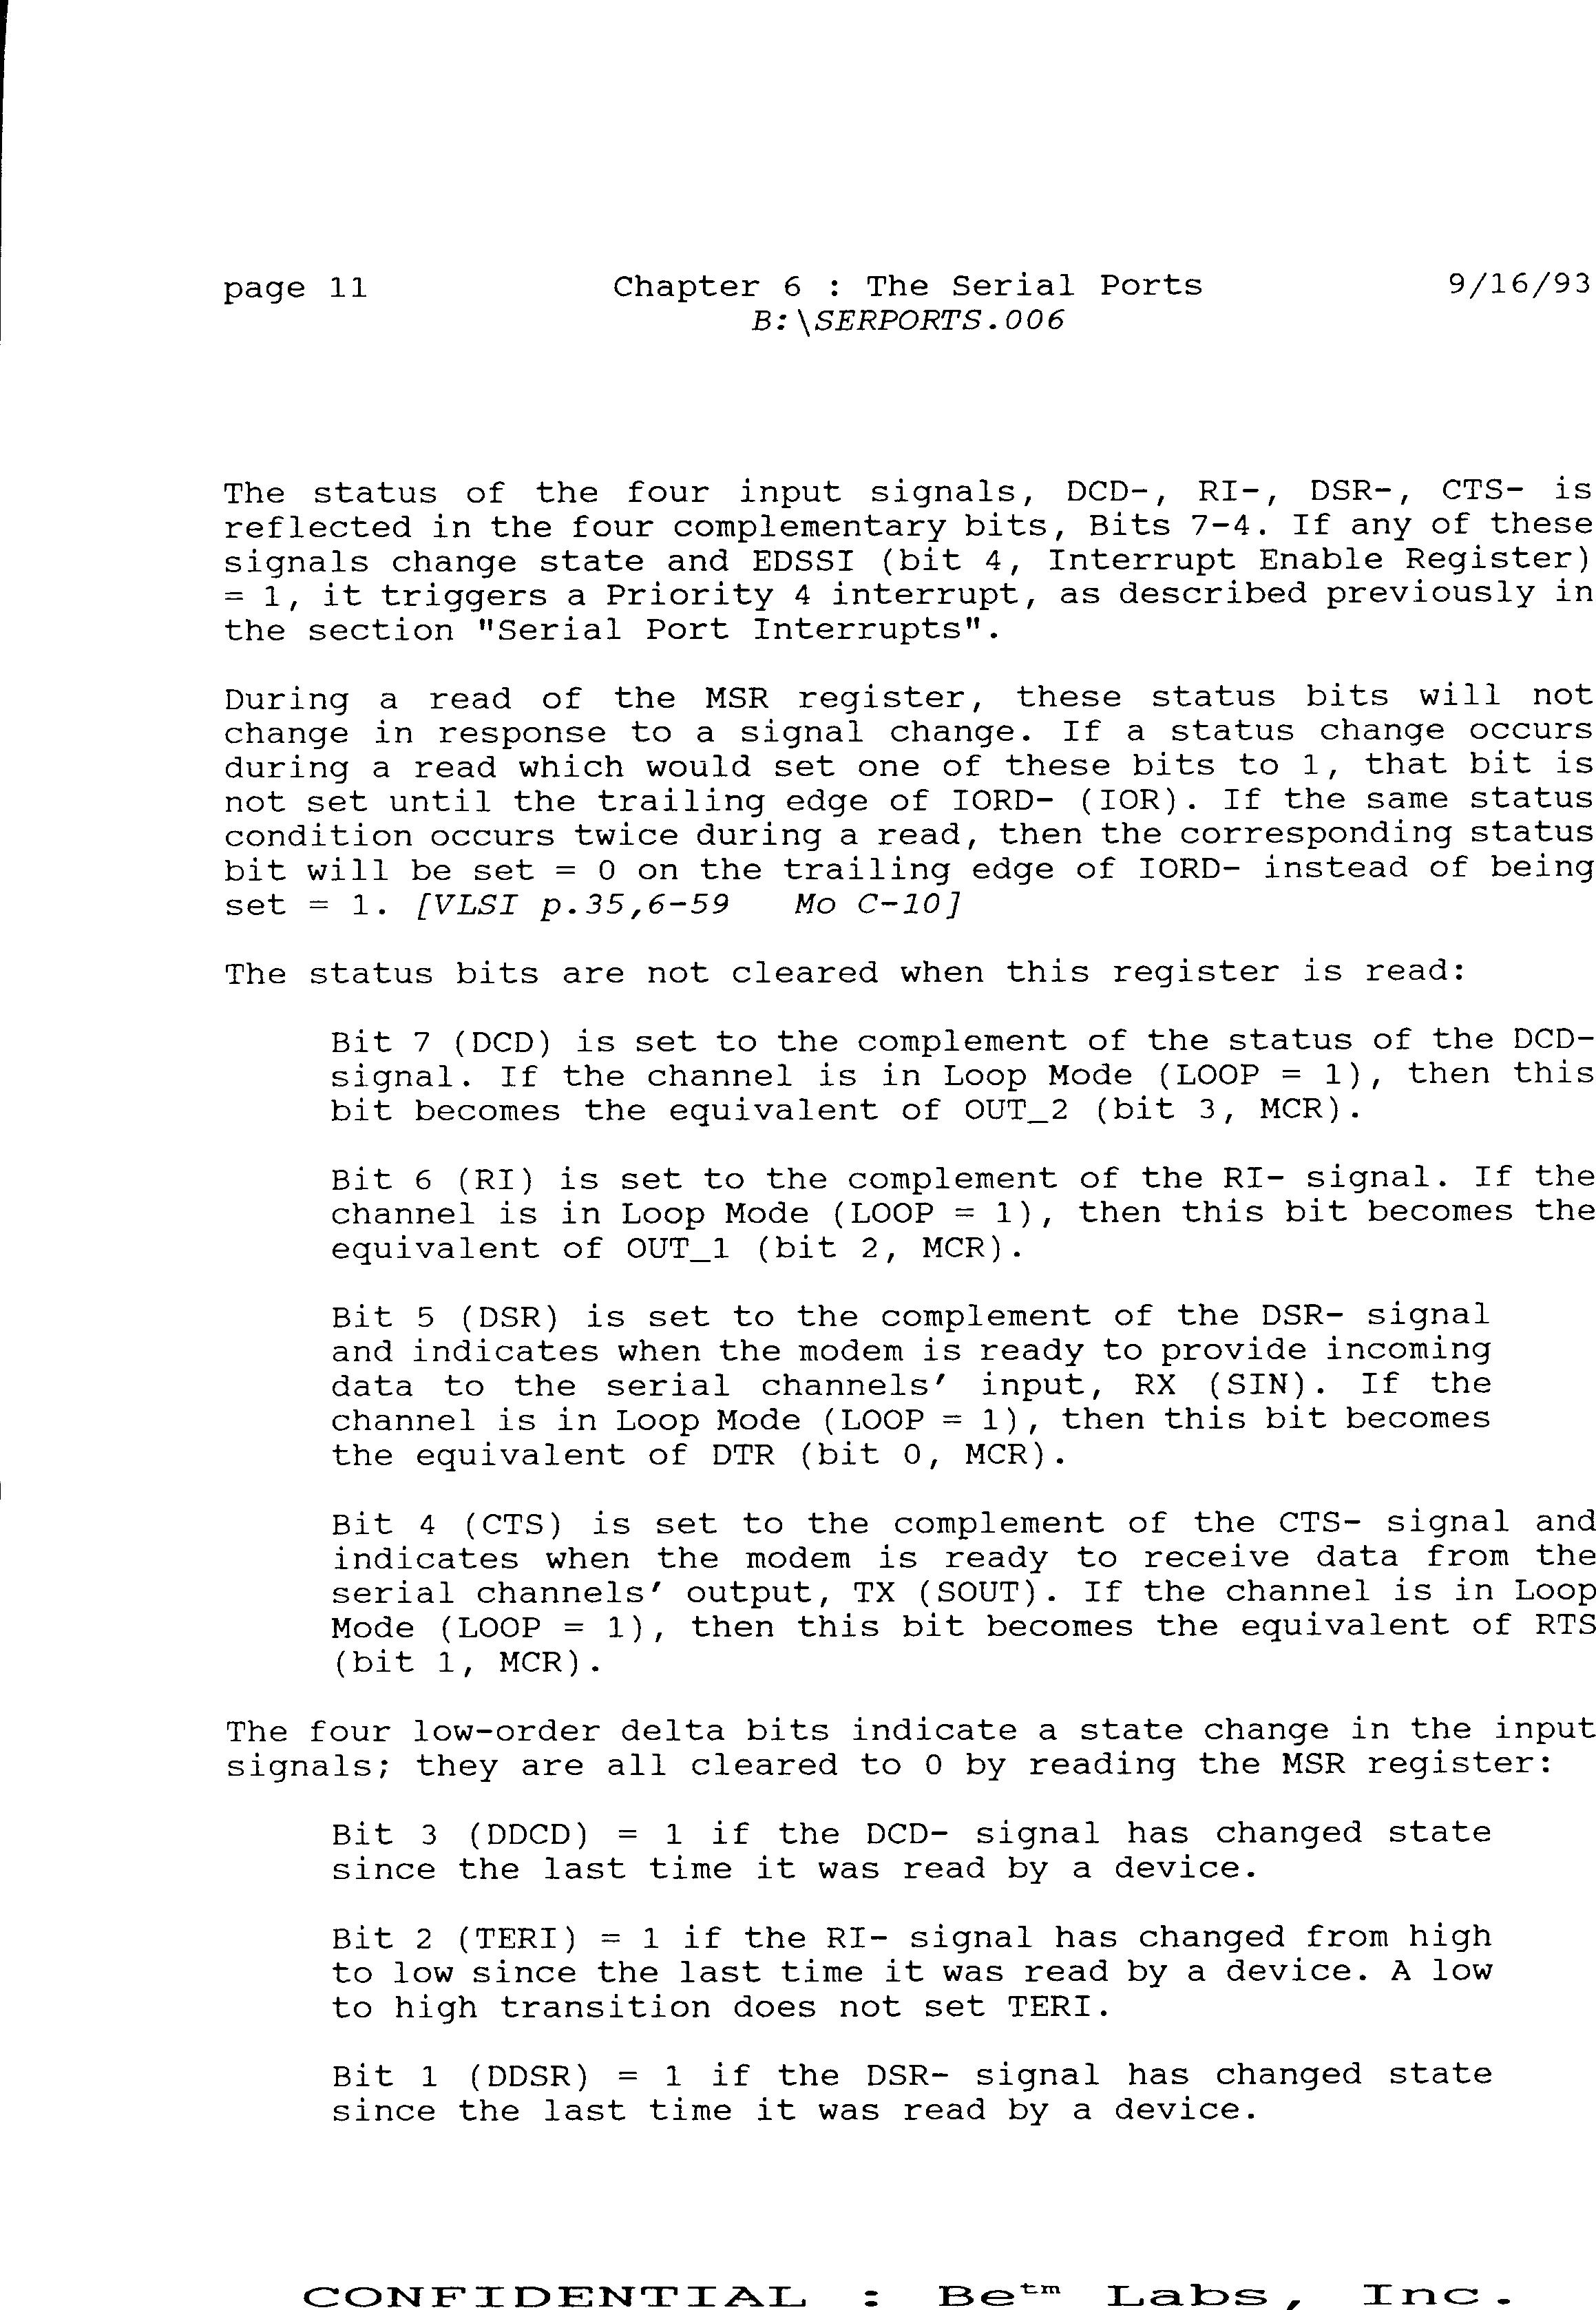 page 11 Chapter 6 : The Serial Ports 9/16/93
B:\SERPORTS.006
The status of the four input signals, DCD-, RI-, DSR-, CTS- is
reflected in the four complementary bits, Bits 7-4. If any of these
signals change state and EDSSI (bit 4, Interrupt Enable Register)
= 1, it triggers a Priority 4 interrupt, as described previously in
the section "Serial Port Interrupts".
During a read of the MSR register, these status bits will not
change in response to a signal change. If a status change occurs
during a read which would set one of these bits to 1, that bit is
not set until the trailing edge of IORD- (IOR). If the same status
condition occurs twice during a read, then the corresponding status
bit will be set = 0 on the trailing edge of IORD- instead of being
set = 1. [VLSI p.35,6-59 Mo C-10]
The status bits are not cleared when this register is read:
Bit 7 (DCD) is set to the complement of the status of the DCD-
signal. If the channel is in Loop Mode (LOOP = 1), then this
bit becomes the equivalent of OUT_2 (bit 3, MCR).
Bit 6 (RI) is set to the complement of the RI- signal. If the
channel is in Loop Mode (LOOP = 1), then this bit becomes the
equivalent of OUT_1 (bit 2, MCR).
Bit 5 (DSR) is set to the complement of the DSR- signal
and indicates when the modem is ready to provide incoming
data to the serial channels' input, RX (SIN). If the
channel is in Loop Mode (LOOP = 1), then this bit becomes
the equivalent of DTR (bit 0, MCR).
Bit 4 (CTS) is set to the complement of the CTS- signal and
indicates when the modem is ready to receive data from the
serial channels' output, TX (SOUT). If the channel is in Loop
Mode (LOOP = 1), then this bit becomes the equivalent of RTS
(bit 1, MCR).
The four low-order delta bits indicate a state change in the input
signals; they are all cleared to 0 by reading the MSR register:
Bit 3 (DDCD) = 1 if the DCD- signal has changed state
since the last time it was read by a device.
Bit 2 (TERI) = 1 if the RI- signal has changed from high
to low since the last time it was read by a device. A low
to high transition does not set TERI.
Bit 1 (DDSR) = 1 if the DSR- signal has changed state
since the last time it was read by a device.
CONFIDENTIAL : Be™ Labs, Inc.